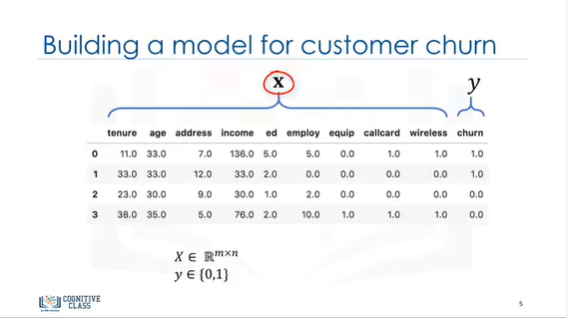 Building a model for customer churn
X y
tenure age address income ed employ equip callcard wireless churn
0 11.0 33.0 7.0 136.0 5.0 5.0 0.0 1.0 1.0 1.0
1 33.0 33.0 12.0 33.0 2.0 0.0 0.0 0.0 0.0 1.0
2 23.0 30.0 9.0 30.0 1.0 2.0 0.0 0.0 0.0 0.0
3 38.0 35.0 5.0 76.0 2.0 10.0 1.0 1.0 1.0 0.0
X ∈ ℝ^{m×n}
y ∈ {0,1}
COGNITIVE
CLASS
5